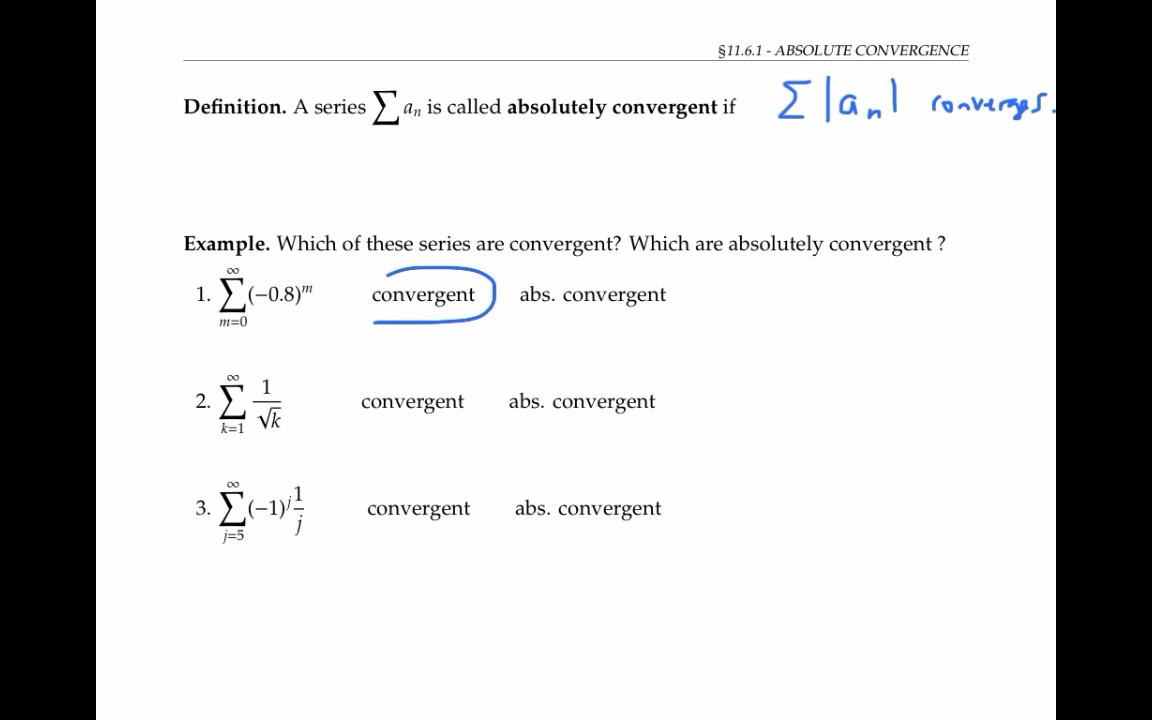 §11.6.1 - ABSOLUTE CONVERGENCE
Definition. A series ∑ aₙ is called absolutely convergent if ∑ |aₙ| converges.
Example. Which of these series are convergent? Which are absolutely convergent ?
1. ∑_{m=0}^{∞} (−0.8)^m convergent abs. convergent
2. ∑_{k=1}^{∞} 1/√k convergent abs. convergent
3. ∑_{j=5}^{∞} (−1)^j 1/j convergent abs. convergent